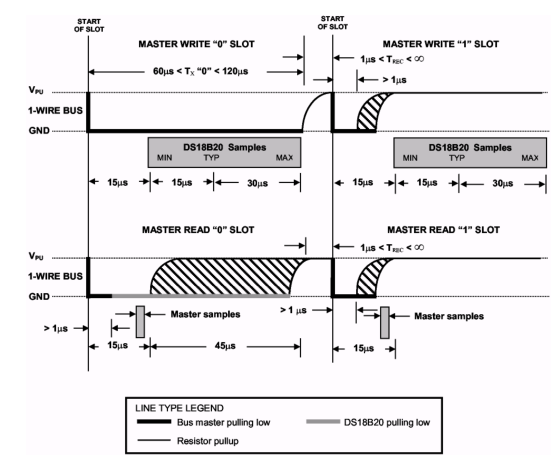 START
OF SLOT
START
OF SLOT
MASTER WRITE “0” SLOT
MASTER WRITE “1” SLOT
60µs < TX “0” < 120µs
1µs < TREC < ∞
> 1µs
VPU
1-WIRE BUS
GND
DS18B20 Samples
MIN TYP MAX
DS18B20 Samples
MIN TYP MAX
15µs 15µs 30µs 15µs 15µs 30µs
MASTER READ “0” SLOT
MASTER READ “1” SLOT
1µs < TREC < ∞
VPU
1-WIRE BUS
GND
> 1µs
Master samples
> 1 µs
Master samples
15µs 45µs 15µs
LINE TYPE LEGEND
Bus master pulling low
DS18B20 pulling low
Resistor pullup